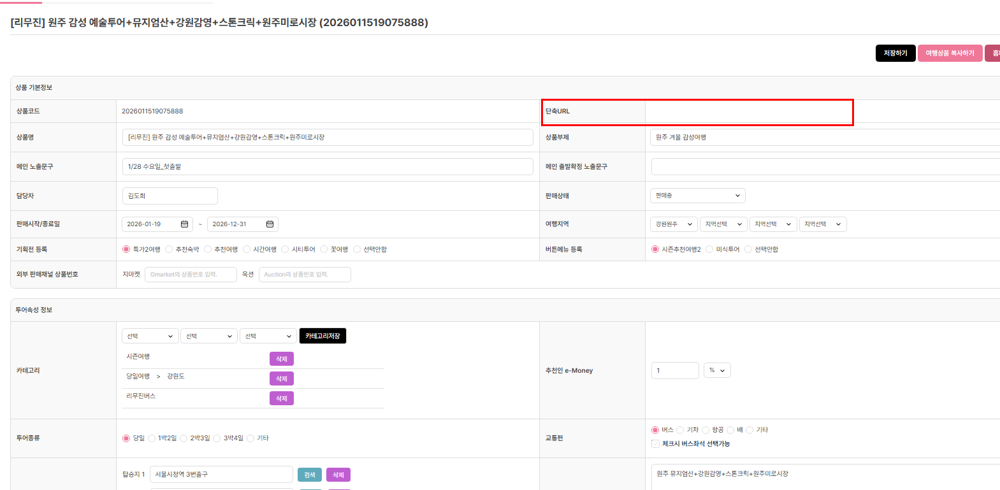 [리무진] 원주 감성 예술투어+뮤지엄산+강원감영+스톤크릭+원주미로시장 (2026011519075888)
저장하기 여행상품 복사하기
상품 기본정보
상품코드 2026011519075888 단축URL
상품명 [리무진] 원주 감성 예술투어+뮤지엄산+강원감영+스톤크릭+원주미로시장 상품부제 원주 겨울 감성여행
메인 노출문구 1/28 수요일_첫출발 메인 출발확정 노출문구
담당자 김도희 판매상태 판매중
판매시작/종료일 2026-01-19 ~ 2026-12-31 여행지역 강원원주 지역선택 지역선택 지역선택
기획전 등록 특가2여행 추천숙박 추천여행 시간여행 시티투어 꽃여행 선택안함 버튼메뉴 등록 시즌추천여행2 미식투어 선택안함
외부 판매채널 상품번호 지마켓 Gmarket의 상품번호 입력. 옥션 Auction의 상품번호 입력.
투어속성 정보
카테고리 선택 선택 선택 카테고리저장
시즌여행 삭제
당일여행 > 강원도 삭제
리무진버스 삭제
추천인 e-Money 1 %
투어종류 당일 1박2일 2박3일 3박4일 기타 교통편 버스 기차 항공 배 기타
체크시 버스좌석 선택가능
탑승지 1 서울시청역 3번출구 검색 삭제 원주 뮤지엄산+강원감영+스톤크릭+원주미로시장